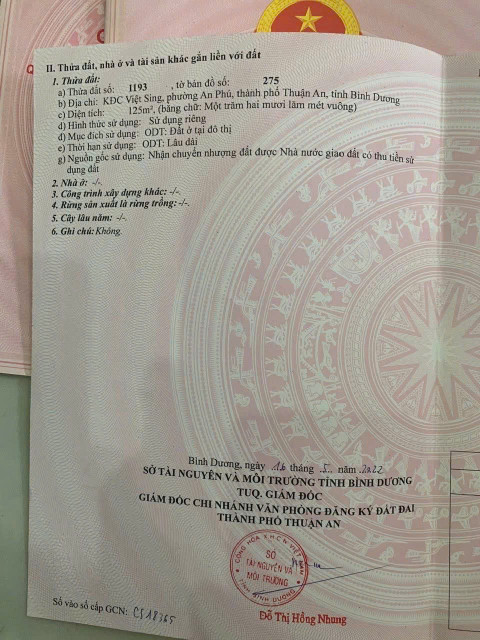 II. Thửa đất, nhà ở và tài sản khác gắn liền với đất
1. Thửa đất:
a) Thửa đất số: 1193 , tờ bản đồ số: 275
b) Địa chỉ: KDC Việt Sing, phường An Phú, thành phố Thuận An, tỉnh Bình Dương
c) Diện tích: 125m², (bằng chữ: Một trăm hai mươi lăm mét vuông)
d) Hình thức sử dụng: Sử dụng riêng
đ) Mục đích sử dụng: ODT: Đất ở tại đô thị
e) Thời hạn sử dụng: ODT: Lâu dài
g) Nguồn gốc sử dụng: Nhận chuyển nhượng đất được Nhà nước giao đất có thu tiền sử
dụng đất
2. Nhà ở: -/-.
3. Công trình xây dựng khác: -/-.
4. Rừng sản xuất là rừng trồng: -/-.
5. Cây lâu năm: -/-.
6. Ghi chú: Không.
Bình Dương, ngày 16 tháng 5 năm 2022
SỞ TÀI NGUYÊN VÀ MÔI TRƯỜNG TỈNH BÌNH DƯƠNG
TUQ. GIÁM ĐỐC
GIÁM ĐỐC CHI NHÁNH VĂN PHÒNG ĐĂNG KÝ ĐẤT ĐAI
THÀNH PHỐ THUẬN AN
CỘNG HÒA X.H.C.N VIỆT NAM
SỞ
TÀI NGUYÊN VÀ
MÔI TRƯỜNG
TỈNH BÌNH DƯƠNG
Đỗ Thị Hồng Nhung
Số vào sổ cấp GCN: CS18365